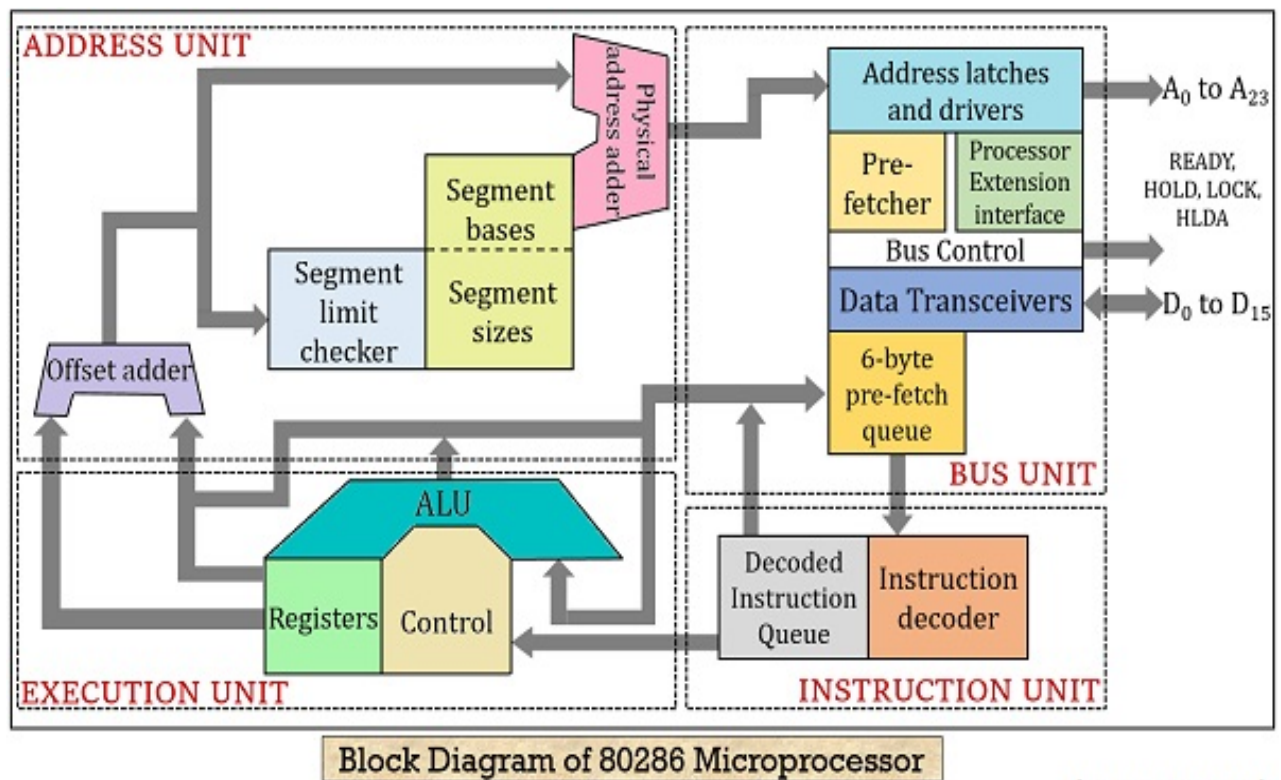 ADDRESS UNIT
Physical
address adder
Segment
bases
Segment
sizes
Segment
limit
checker
Offset adder
Address latches
and drivers
A₀ to A₂₃
Pre-
fetcher
Processor
Extension
interface
READY,
HOLD, LOCK,
HLDA
Bus Control
Data Transceivers
D₀ to D₁₅
6-byte
pre-fetch
queue
BUS UNIT
ALU
Registers
Control
EXECUTION UNIT
Decoded
Instruction
Queue
Instruction
decoder
INSTRUCTION UNIT
Block Diagram of 80286 Microprocessor